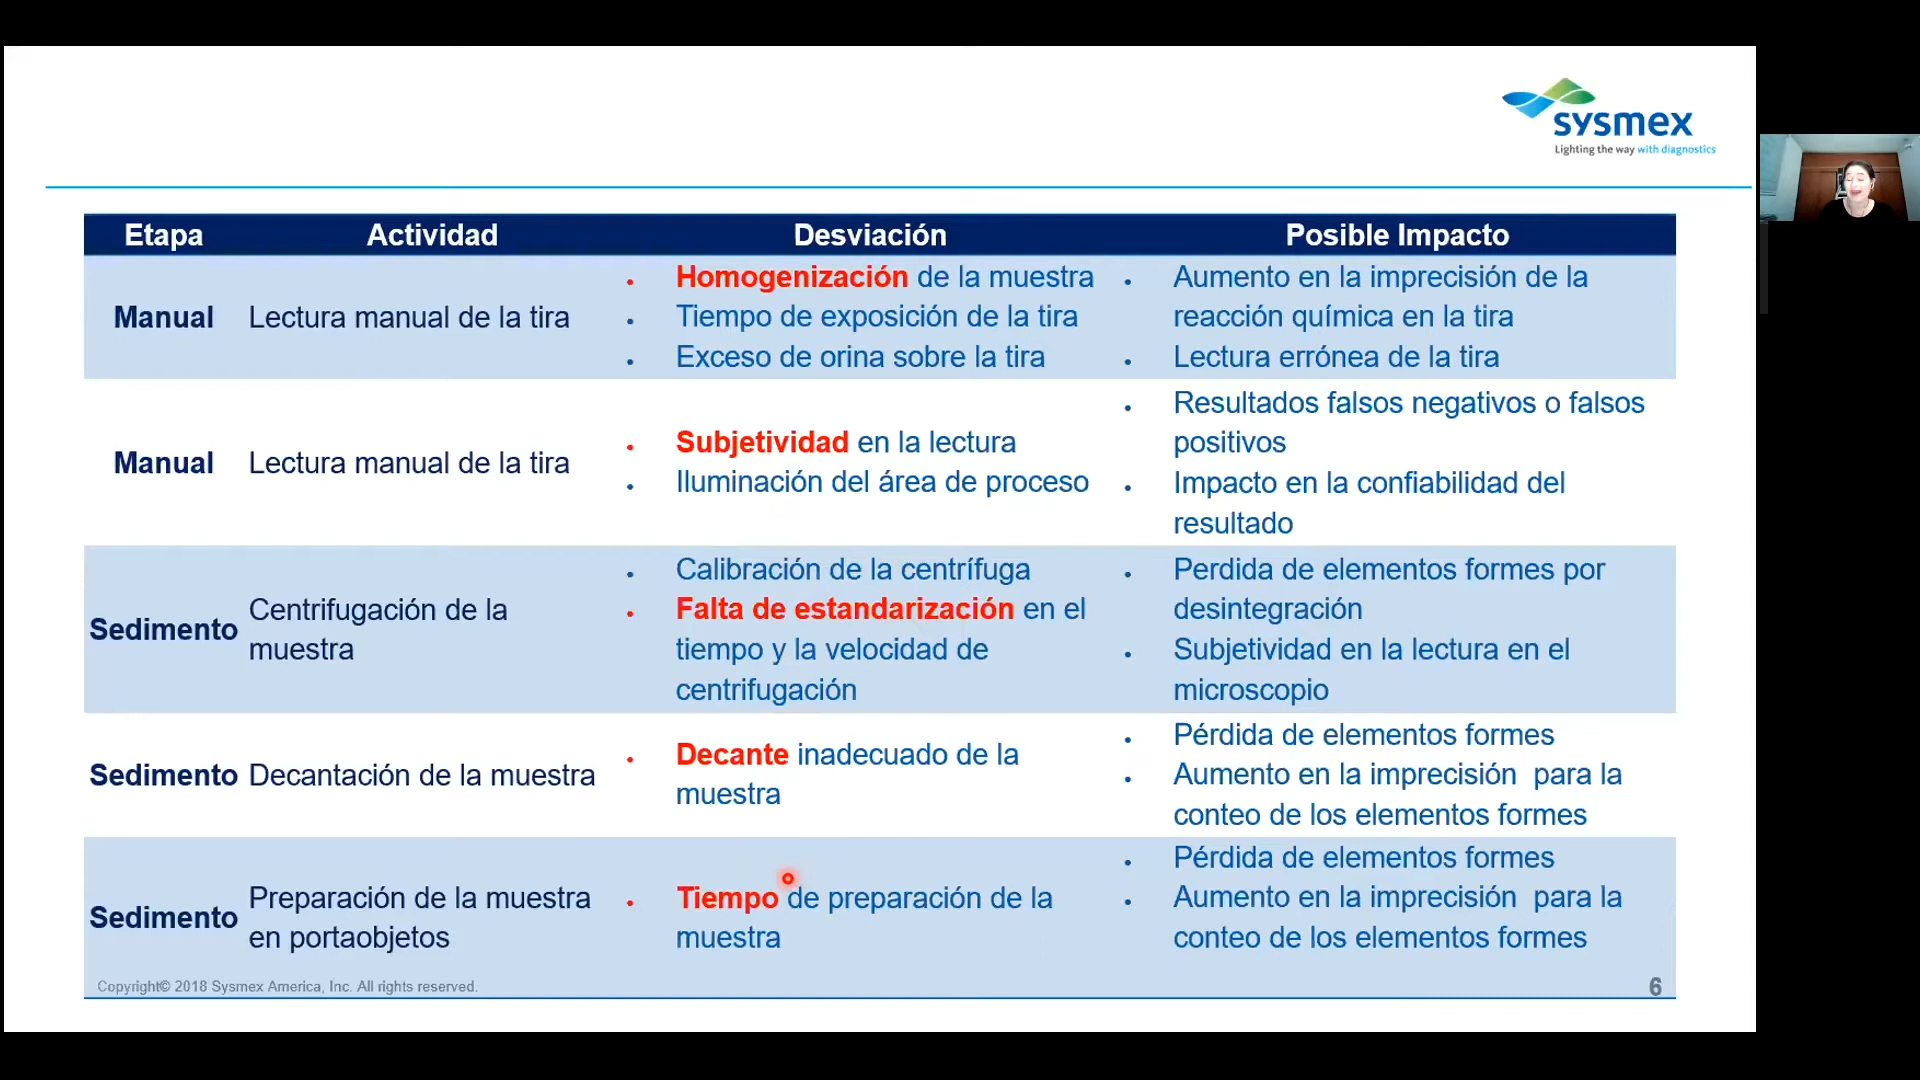 sysmex
Lighting the way with diagnostics
Etapa Actividad Desviación Posible Impacto
Manual Lectura manual de la tira
• Homogenización de la muestra
• Tiempo de exposición de la tira
• Exceso de orina sobre la tira
• Aumento en la imprecisión de la
reacción química en la tira
• Lectura errónea de la tira
Manual Lectura manual de la tira
• Subjetividad en la lectura
• Iluminación del área de proceso
• Resultados falsos negativos o falsos
positivos
• Impacto en la confiabilidad del
resultado
Sedimento
Centrifugación de la
muestra
• Calibración de la centrífuga
• Falta de estandarización en el
tiempo y la velocidad de
centrifugación
• Perdida de elementos formes por
desintegración
• Subjetividad en la lectura en el
microscopio
Sedimento Decantación de la muestra
• Decante inadecuado de la
muestra
• Pérdida de elementos formes
• Aumento en la imprecisión para la
conteo de los elementos formes
Sedimento
Preparación de la muestra
en portaobjetos
• Tiempo de preparación de la
muestra
• Pérdida de elementos formes
• Aumento en la imprecisión para la
conteo de los elementos formes
Copyright© 2018 Sysmex America, Inc. All rights reserved.
6